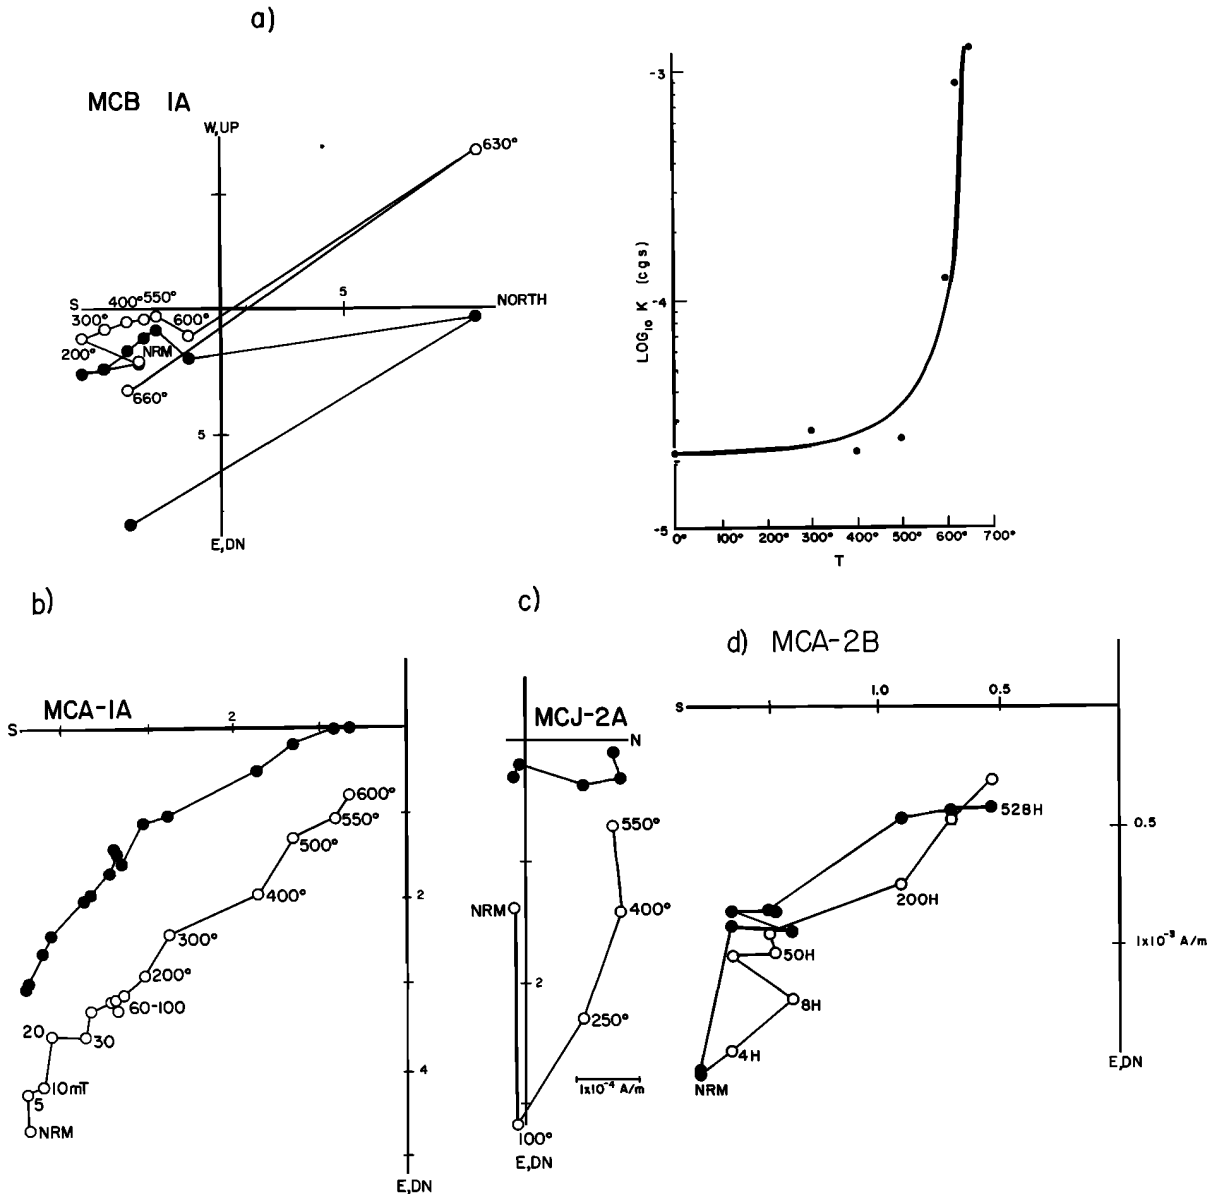 a)
MCB 1A
W,UP
630°
S
400° 550°
5
NORTH
300°
600°
200°
NRM
660°
5
E,DN
-3
LOG₁₀ K (cgs)
-4
-5
0° 100° 200° 300° 400° 500° 600° 700°
T
b)
MCA-1A
S
2
600°
550°
500°
400°
2
300°
200°
60-100
20
30
10mT
5
4
NRM
E,DN
c)
MCJ-2A
N
550°
NRM
400°
2
250°
1x10⁻⁴ A/m
100°
E,DN
d) MCA-2B
S
1.0
0.5
528H
0.5
200H
1x10⁻³ A/m
50H
8H
4H
NRM
E,DN